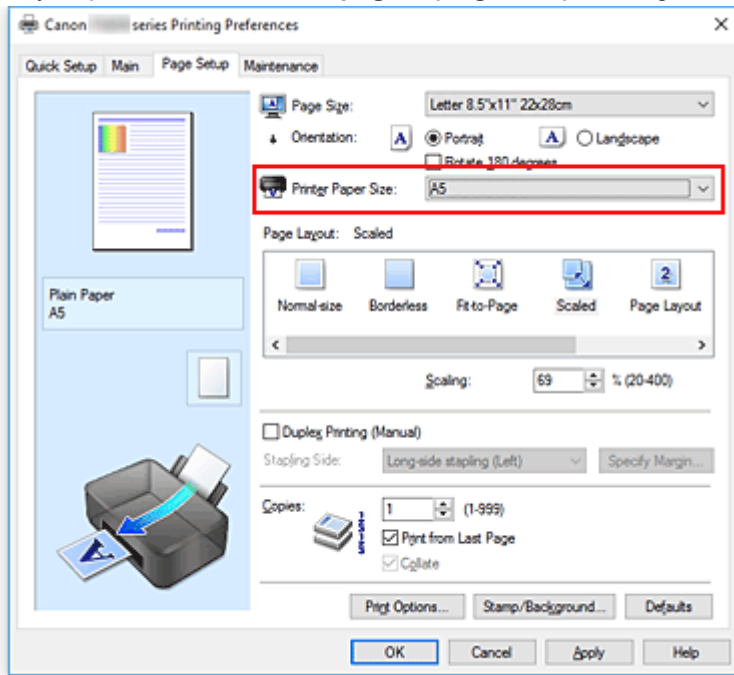 Canon series Printing Preferences
Quick Setup Main Page Setup Maintenance
Page Size: Letter 8.5"x11" 22x28cm
Orientation: A Portrait A Landscape
Rotate 180 degrees
Printer Paper Size: A5
Page Layout: Scaled
2
Normal-size Borderless Fit-to-Page Scaled Page Layout
Plain Paper
A5
Scaling: 69 % (20-400)
Duplex Printing (Manual)
Stapling Side: Long-side stapling (Left) Specify Margin...
Copies: 1 (1-999)
Print from Last Page
Collate
A
Print Options... Stamp/Background... Defaults
OK Cancel Apply Help